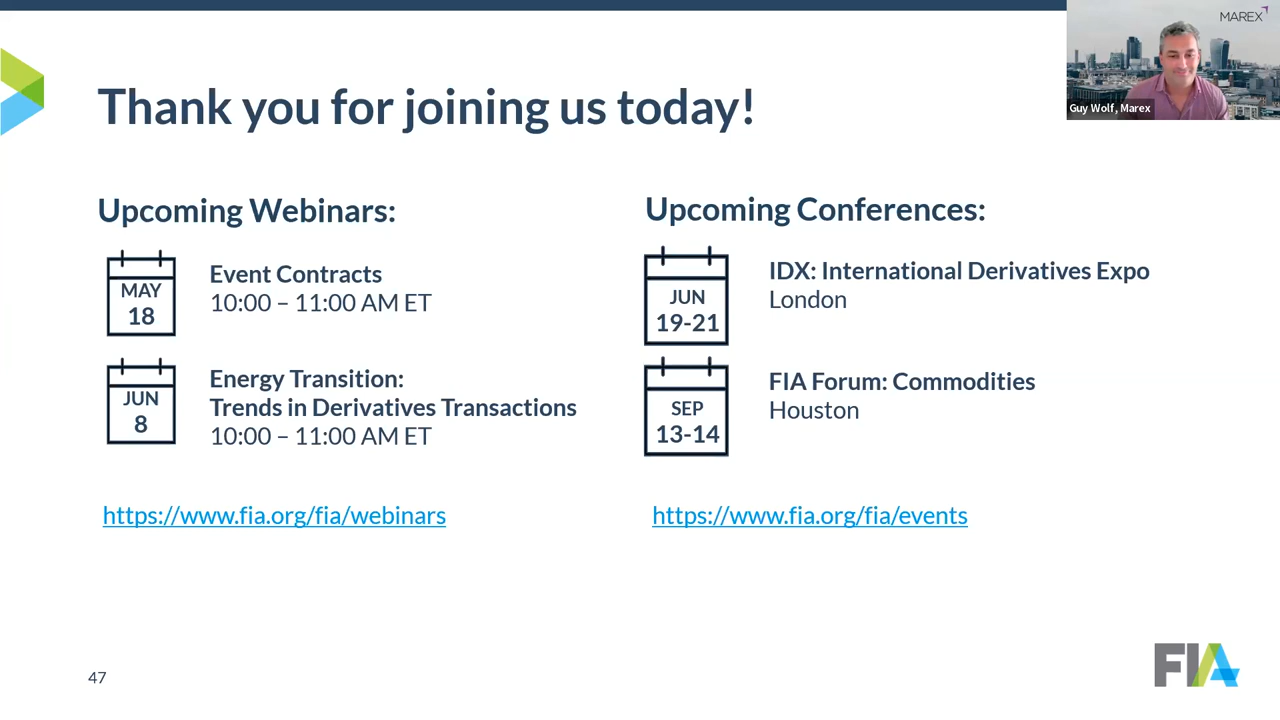 MAREX
Guy Wolf, Marex
Thank you for joining us today!
Upcoming Webinars:
MAY
18
Event Contracts
10:00 – 11:00 AM ET
JUN
8
Energy Transition:
Trends in Derivatives Transactions
10:00 – 11:00 AM ET
https://www.fia.org/fia/webinars
Upcoming Conferences:
JUN
19-21
IDX: International Derivatives Expo
London
SEP
13-14
FIA Forum: Commodities
Houston
https://www.fia.org/fia/events
47
FIA